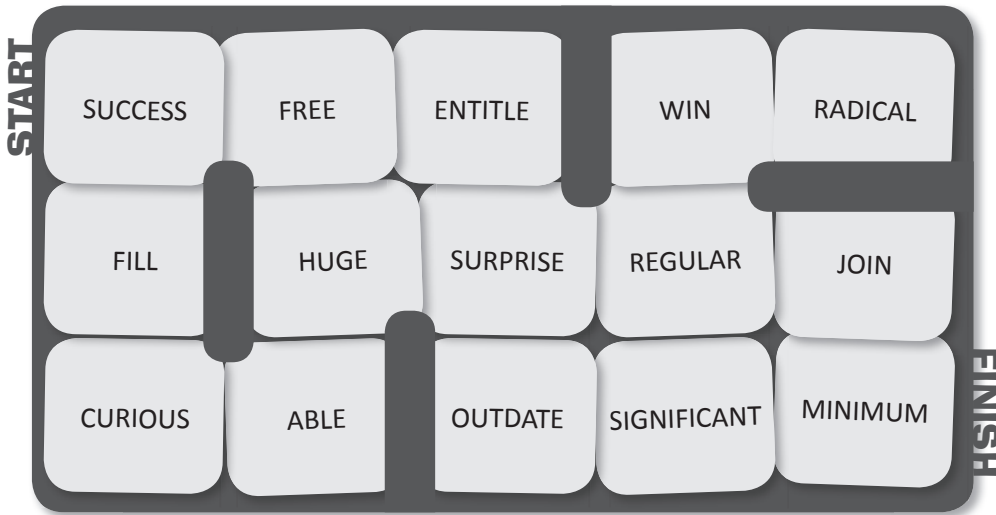 START
SUCCESS
FREE
ENTITLE
WIN
RADICAL
FILL
HUGE
SURPRISE
REGULAR
JOIN
CURIOUS
ABLE
OUTDATE
SIGNIFICANT
MINIMUM
FINISH